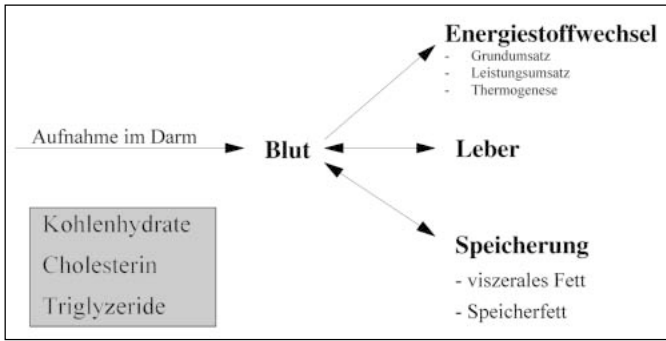 Energiestoffwechsel
- Grundumsatz
- Leistungsumsatz
- Thermogenese
Aufnahme im Darm
Blut
Leber
Kohlenhydrate
Cholesterin
Triglyzeride
Speicherung
- viszerales Fett
- Speicherfett